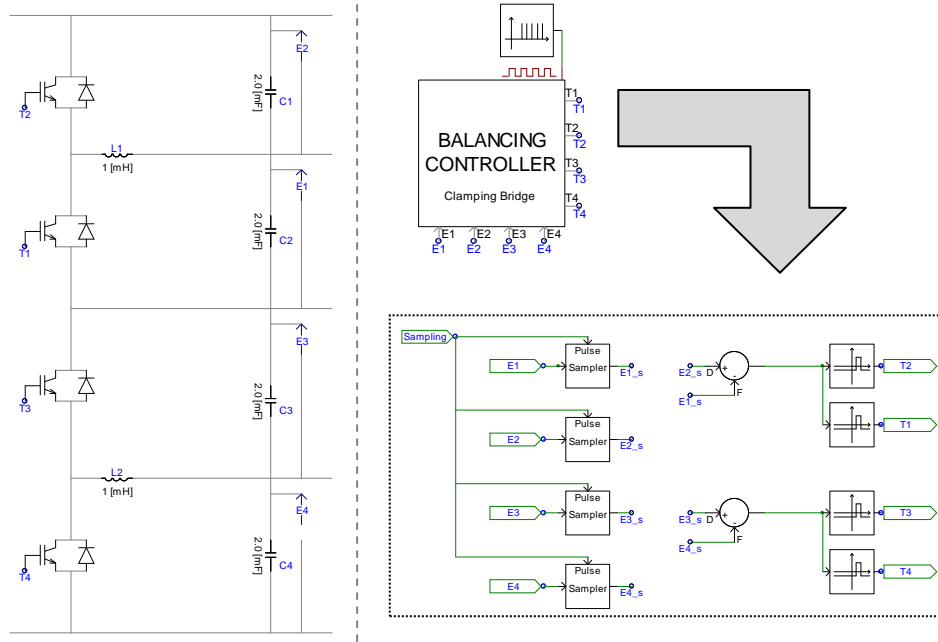 E2
2.0 [mF]
C1
T2
L1
1 [mH]
E1
2.0 [mF]
C2
T1
E3
2.0 [mF]
C3
T3
L2
1 [mH]
E4
2.0 [mF]
C4
T4
BALANCING
CONTROLLER
Clamping Bridge
T1
T1
T2
T2
T3
T3
T4
T4
E1 E2 E3 E4
E1 E2 E3 E4
Sampling
E1
Pulse
Sampler
E1_s
E2
Pulse
Sampler
E2_s
E3
Pulse
Sampler
E3_s
E4
Pulse
Sampler
E4_s
E2_s
D
+
-
F
E1_s
T2
T1
E3_s
D
+
-
F
E4_s
T3
T4